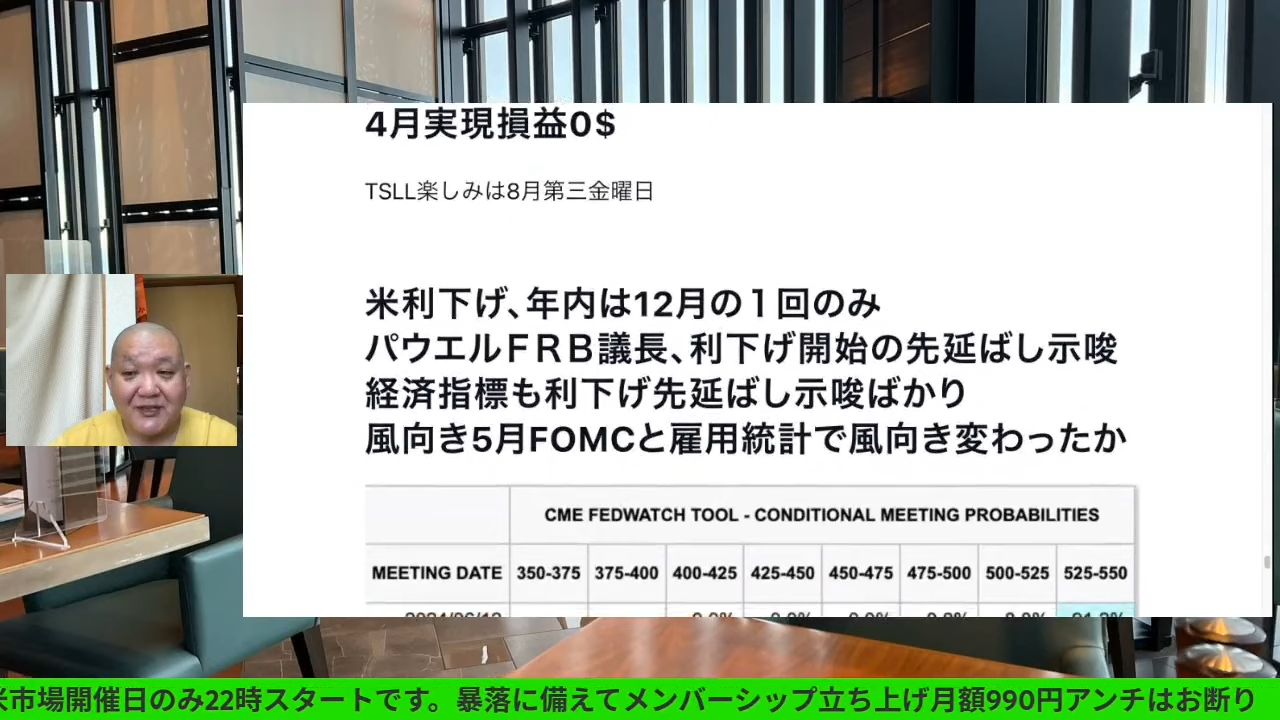 4月実現損益0$
TSLL楽しみは8月第三金曜日
米利下げ、年内は12月の１回のみ
パウエルＦＲＢ議長、利下げ開始の先延ばし示唆
経済指標も利下げ先延ばし示唆ばかり
風向き5月FOMCと雇用統計で風向き変わったか
CME FEDWATCH TOOL - CONDITIONAL MEETING PROBABILITIES
MEETING DATE 350-375 375-400 400-425 425-450 450-475 475-500 500-525 525-550
米市場開催日のみ22時スタートです。暴落に備えてメンバーシップ立ち上げ月額990円アンチはお断り